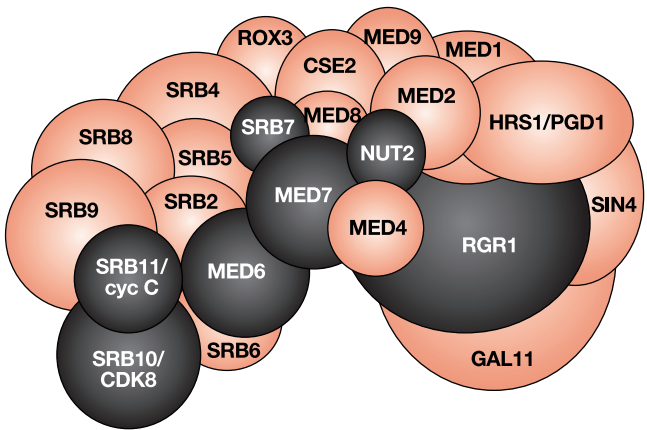 ROX3
MED9
MED1
CSE2
SRB4
MED2
MED8
HRS1/PGD1
SRB7
SRB8
SRB5
NUT2
MED7
SRB2
SIN4
SRB9
MED4
RGR1
SRB11/
cyc C
MED6
SRB6
GAL11
SRB10/
CDK8